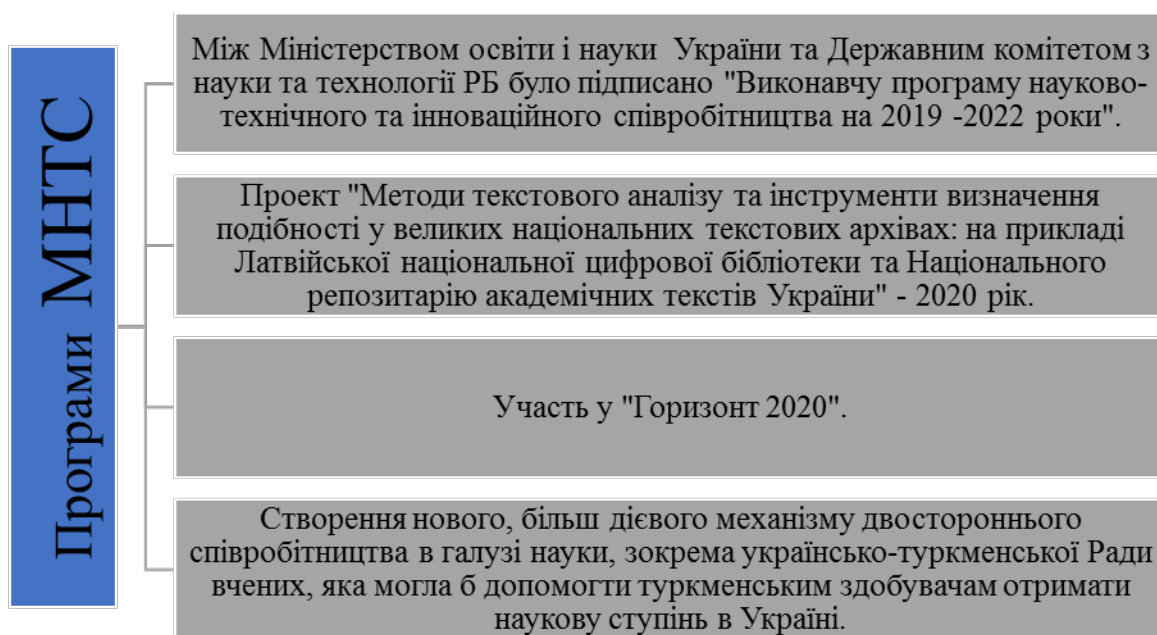 Програми МНТС
Між Міністерством освіти і науки України та Державним комітетом з
науки та технології РБ було підписано "Виконавчу програму науково-
технічного та інноваційного співробітництва на 2019 -2022 роки".
Проект "Методи текстового аналізу та інструменти визначення
подібності у великих національних текстових архівах: на прикладі
Латвійської національної цифрової бібліотеки та Національного
репозитарію академічних текстів України" - 2020 рік.
Участь у "Горизонт 2020".
Створення нового, більш дієвого механізму двостороннього
співробітництва в галузі науки, зокрема українсько-туркменської Ради
вчених, яка могла б допомогти туркменським здобувачам отримати
наукову ступінь в Україні.